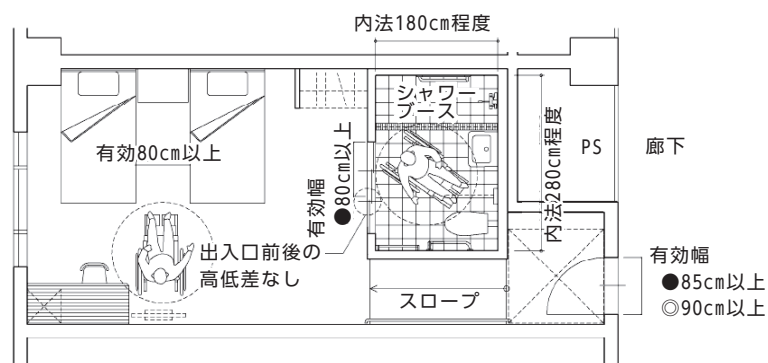 内法180cm程度
シャワー
ブース
有効80cm以上
有効幅
●80cm以上
内法280cm程度
PS
廊下
出入口前後の
高低差なし
スロープ
有効幅
●85cm以上
◎90cm以上